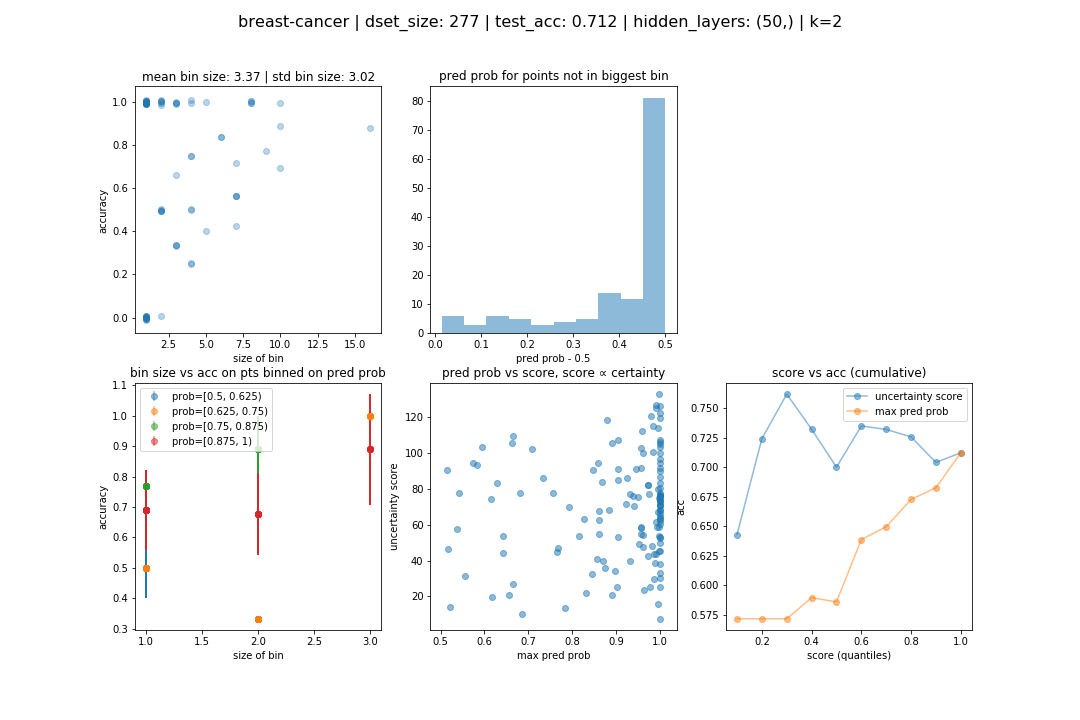 breast-cancer | dset_size: 277 | test_acc: 0.712 | hidden_layers: (50,) | k=2
mean bin size: 3.37 | std bin size: 3.02
1.0
0.8
0.6
0.4
0.2
0.0
accuracy
2.5 5.0 7.5 10.0 12.5 15.0
size of bin
pred prob for points not in biggest bin
80
70
60
50
40
30
20
10
0
0.0 0.1 0.2 0.3 0.4 0.5
pred prob - 0.5
bin size vs acc on pts binned on pred prob
prob=[0.5, 0.625)
prob=[0.625, 0.75)
prob=[0.75, 0.875)
prob=[0.875, 1)
1.1
1.0
0.9
0.8
0.7
0.6
0.5
0.4
0.3
accuracy
1.0 1.5 2.0 2.5 3.0
size of bin
pred prob vs score, score ∝ certainty
120
100
80
60
40
20
uncertainty score
0.5 0.6 0.7 0.8 0.9 1.0
max pred prob
score vs acc (cumulative)
uncertainty score
max pred prob
0.750
0.725
0.700
0.675
0.650
0.625
0.600
0.575
acc
0.2 0.4 0.6 0.8 1.0
score (quantiles)